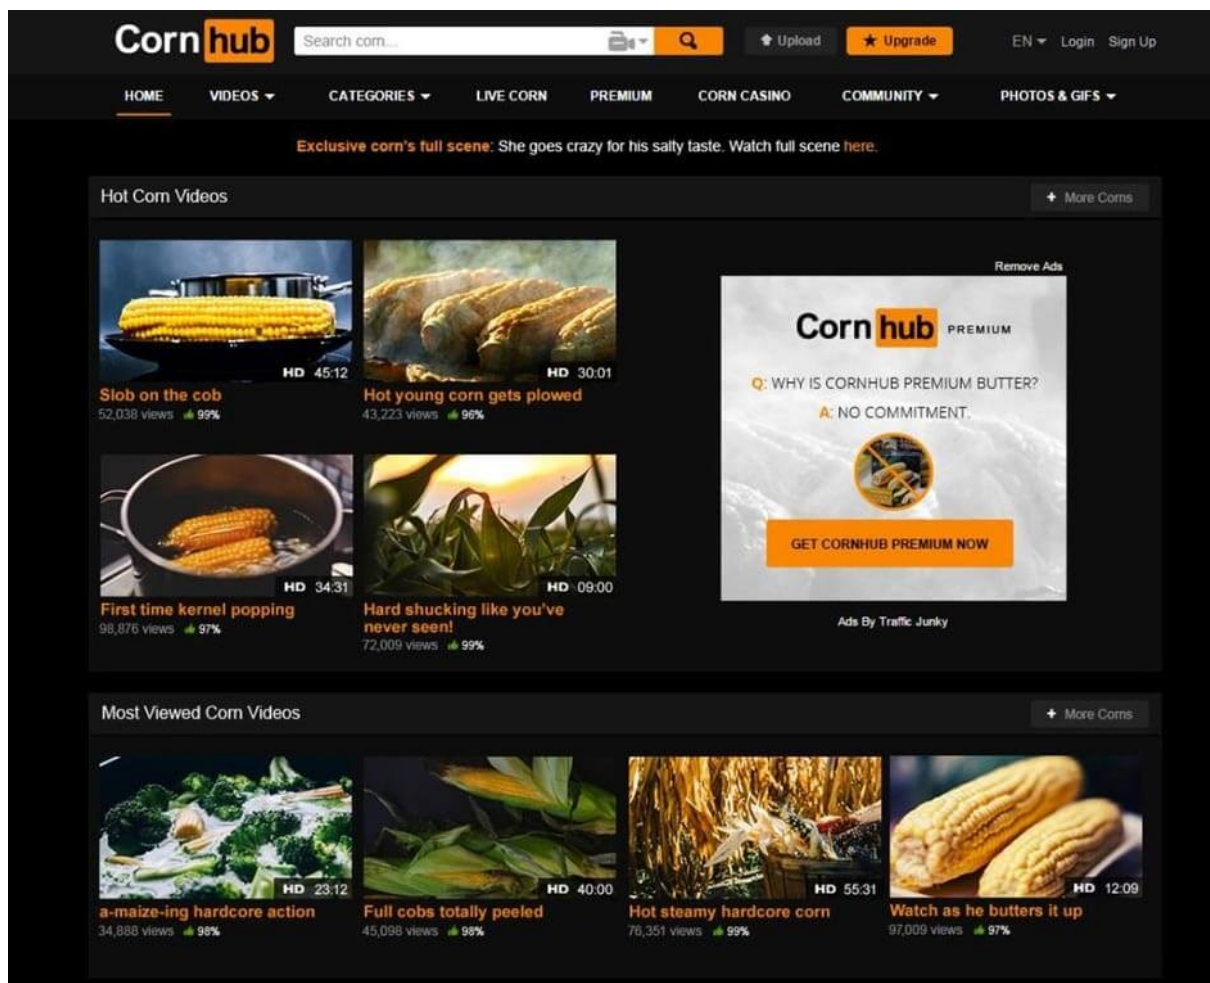 Corn hub
Search corn...
Upload
Upgrade
EN
Login
Sign Up
HOME
VIDEOS
CATEGORIES
LIVE CORN
PREMIUM
CORN CASINO
COMMUNITY
PHOTOS & GIFS
Exclusive corn's full scene: She goes crazy for his salty taste. Watch full scene here.
Hot Corn Videos
+ More Corns
HD 45:12
HD 30:01
Slob on the cob
52,038 views 99%
Hot young corn gets plowed
43,223 views 96%
HD 34:31
HD 09:00
First time kernel popping
98,876 views 97%
Hard shucking like you've
never seen!
72,009 views 99%
Remove Ads
Corn hub PREMIUM
Q: WHY IS CORNHUB PREMIUM BUTTER?
A: NO COMMITMENT.
GET CORNHUB PREMIUM NOW
Ads By Traffic Junky
Most Viewed Corn Videos
+ More Corns
HD 23:12
HD 40:00
HD 55:31
HD 12:09
a-maize-ing hardcore action
34,888 views 98%
Full cobs totally peeled
45,098 views 98%
Hot steamy hardcore corn
76,351 views 99%
Watch as he butters it up
97,009 views 97%